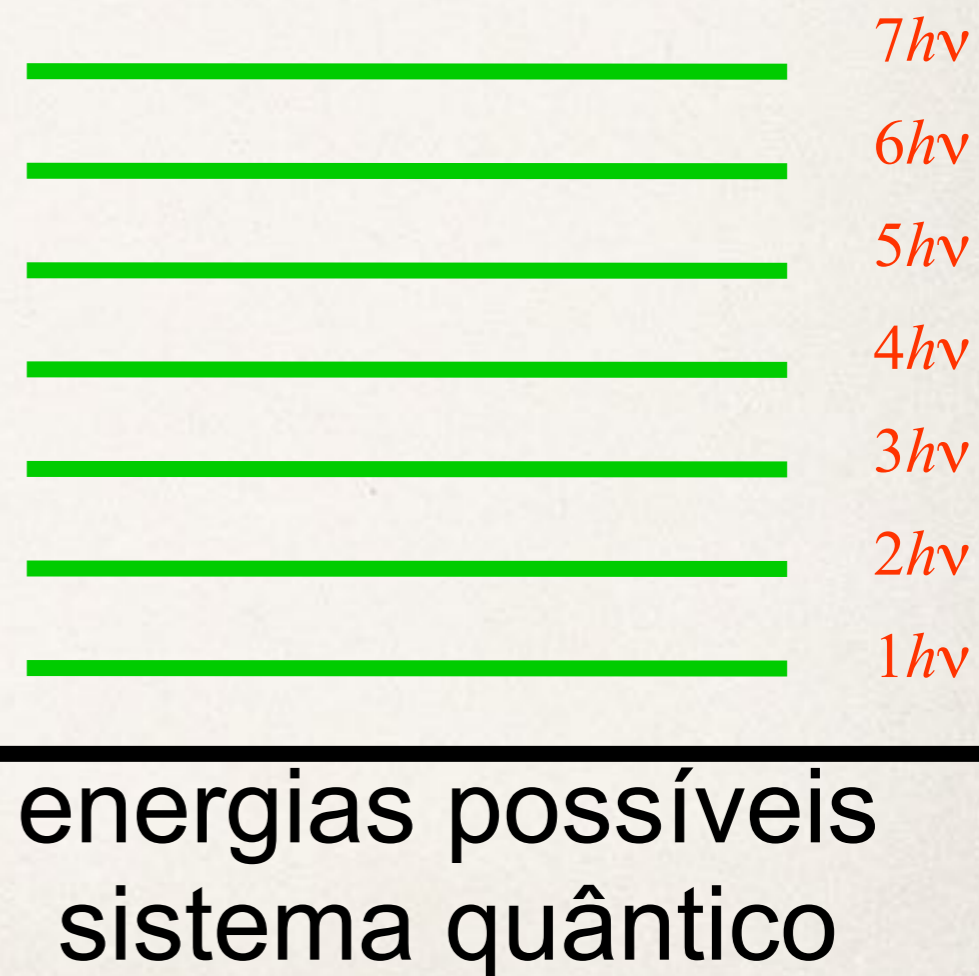 7hν
6hν
5hν
4hν
3hν
2hν
1hν
energias possíveis
sistema quântico